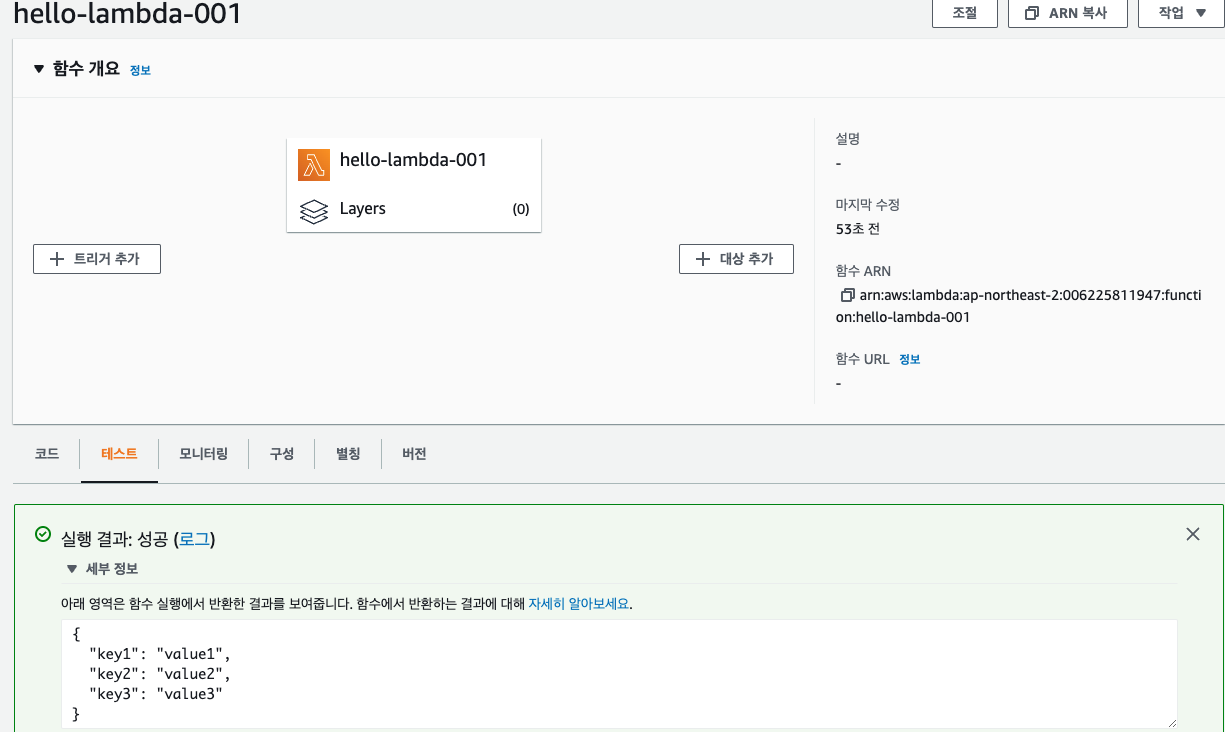 hello-lambda-001
조절
ARN 복사
작업
함수 개요 정보
hello-lambda-001
Layers (0)
트리거 추가
대상 추가
설명
-
마지막 수정
53초 전
함수 ARN
arn:aws:lambda:ap-northeast-2:006225811947:functi
on:hello-lambda-001
함수 URL 정보
-
코드 테스트 모니터링 구성 별칭 버전
실행 결과: 성공 (로그)
세부 정보
아래 영역은 함수 실행에서 반환한 결과를 보여줍니다. 함수에서 반환하는 결과에 대해 자세히 알아보세요.
{
"key1": "value1",
"key2": "value2",
"key3": "value3"
}